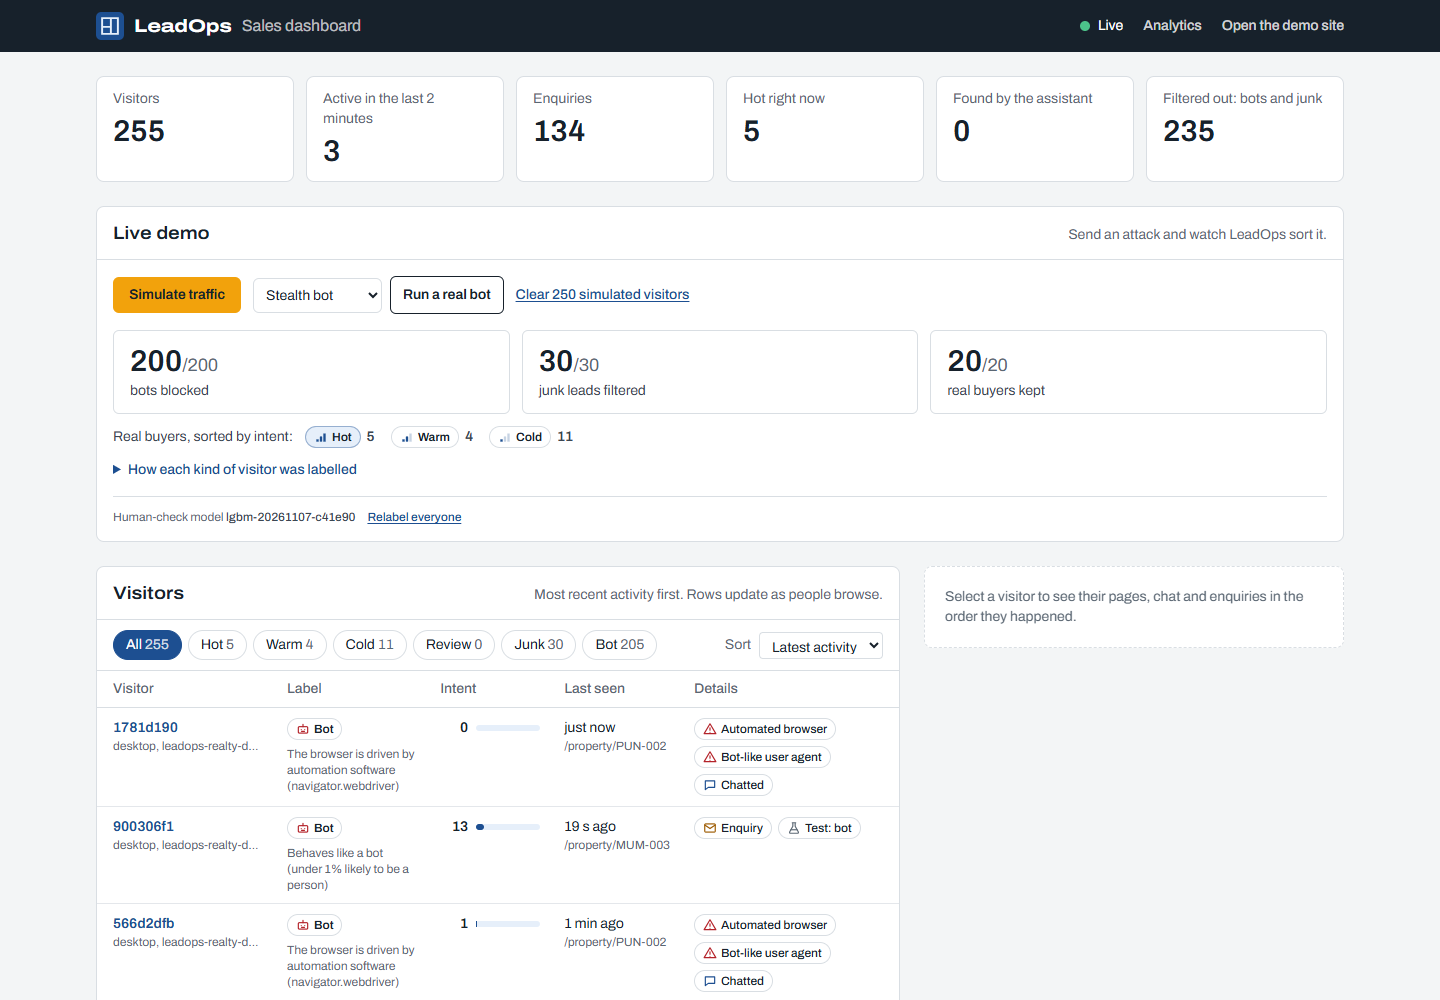 LeadOps Sales dashboard
Live Analytics Open the demo site
Visitors
255
Active in the last 2
minutes
3
Enquiries
134
Hot right now
5
Found by the assistant
0
Filtered out: bots and junk
235
Live demo
Send an attack and watch LeadOps sort it.
Simulate traffic Stealth bot Run a real bot Clear 250 simulated visitors
200/200
bots blocked
30/30
junk leads filtered
20/20
real buyers kept
Real buyers, sorted by intent: Hot 5 Warm 4 Cold 11
How each kind of visitor was labelled
Human-check model lgbm-20261107-c41e90 Relabel everyone
Visitors
Most recent activity first. Rows update as people browse.
All 255 Hot 5 Warm 4 Cold 11 Review 0 Junk 30 Bot 205 Sort Latest activity
Visitor Label Intent Last seen Details
1781d190
desktop, leadops-realty-d...
Bot
The browser is driven by
automation software
(navigator.webdriver)
0
just now
/property/PUN-002
Automated browser
Bot-like user agent
Chatted
900306f1
desktop, leadops-realty-d...
Bot
Behaves like a bot
(under 1% likely to be a
person)
13
19 s ago
/property/MUM-003
Enquiry Test: bot
566d2dfb
desktop, leadops-realty-d...
Bot
The browser is driven by
automation software
(navigator.webdriver)
1
1 min ago
/property/PUN-002
Automated browser
Bot-like user agent
Chatted
Select a visitor to see their pages, chat and enquiries in the
order they happened.